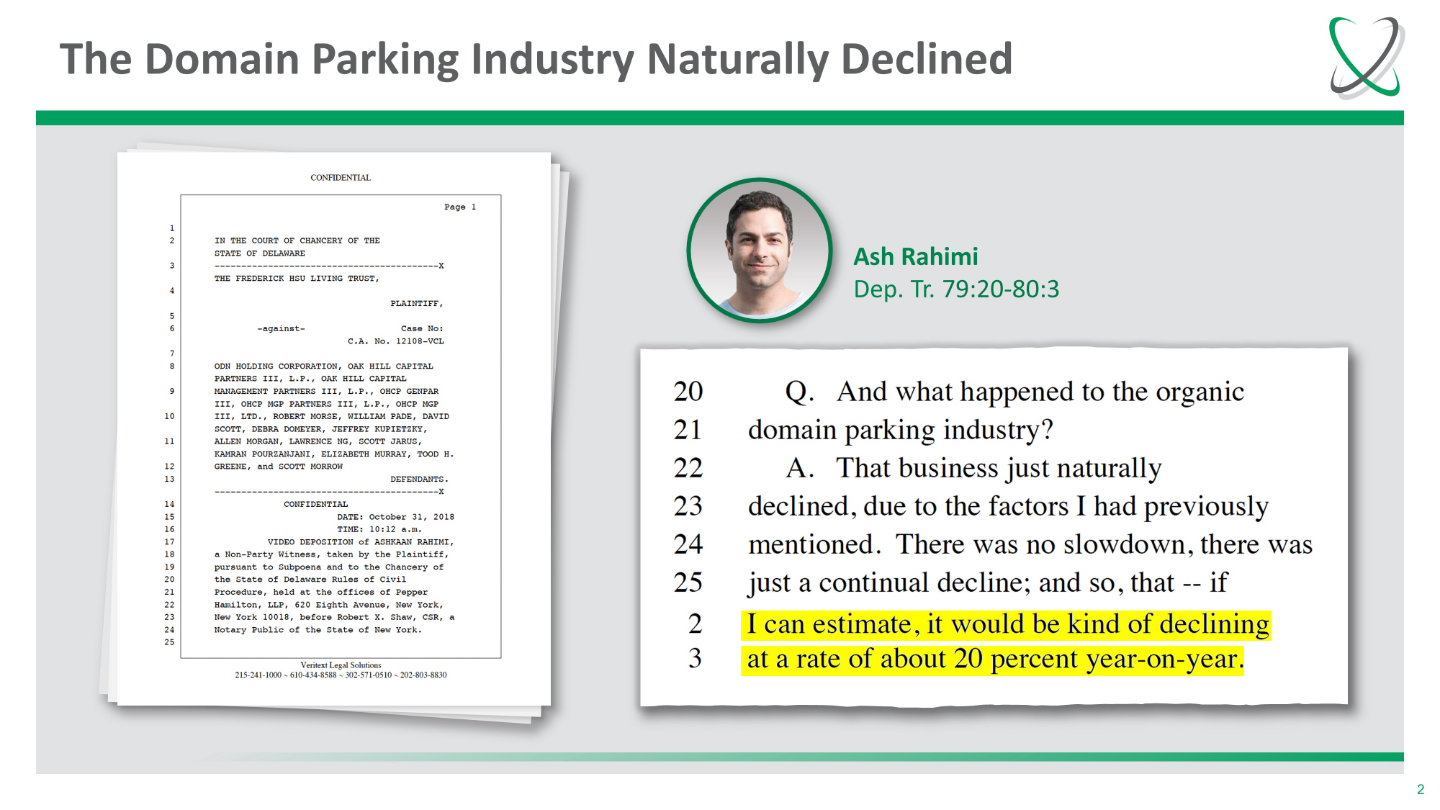 The Domain Parking Industry Naturally Declined
CONFIDENTIAL
Page 1
1
2 IN THE COURT OF CHANCERY OF THE
STATE OF DELAWARE
3 -----------------------------------------X
THE FREDERICK HSU LIVING TRUST,
4
PLAINTIFF,
5
6 -against- Case No:
C.A. No. 12108-VCL
7
8 ODN HOLDING CORPORATION, OAK HILL CAPITAL
PARTNERS III, L.P., OAK HILL CAPITAL
9 MANAGEMENT PARTNERS III, L.P., OHCP GENPAR
III, OHCP MGP PARTNERS III, L.P., OHCP MGP
10 III, LTD., ROBERT MORSE, WILLIAM PADE, DAVID
SCOTT, DEBRA DOMEYER, JEFFREY KUPIETZKY,
11 ALLEN MORGAN, LAWRENCE NG, SCOTT JARUS,
KAMRAN POURZANJANI, ELIZABETH MURRAY, TOOD H.
12 GREENE, and SCOTT MORROW
13 DEFENDANTS.
-----------------------------------------X
14 CONFIDENTIAL
15 DATE: October 31, 2018
16 TIME: 10:12 a.m.
17 VIDEO DEPOSITION of ASHKAAN RAHIMI,
18 a Non-Party Witness, taken by the Plaintiff,
19 pursuant to Subpoena and to the Chancery of
20 the State of Delaware Rules of Civil
21 Procedure, held at the offices of Pepper
22 Hamilton, LLP, 620 Eighth Avenue, New York,
23 New York 10018, before Robert X. Shaw, CSR, a
24 Notary Public of the State of New York.
25
Veritext Legal Solutions
215-241-1000 ~ 610-434-8588 ~ 302-571-0510 ~ 202-803-8830
Ash Rahimi
Dep. Tr. 79:20-80:3
20 Q. And what happened to the organic
21 domain parking industry?
22 A. That business just naturally
23 declined, due to the factors I had previously
24 mentioned. There was no slowdown, there was
25 just a continual decline; and so, that -- if
2 I can estimate, it would be kind of declining
3 at a rate of about 20 percent year-on-year.
2